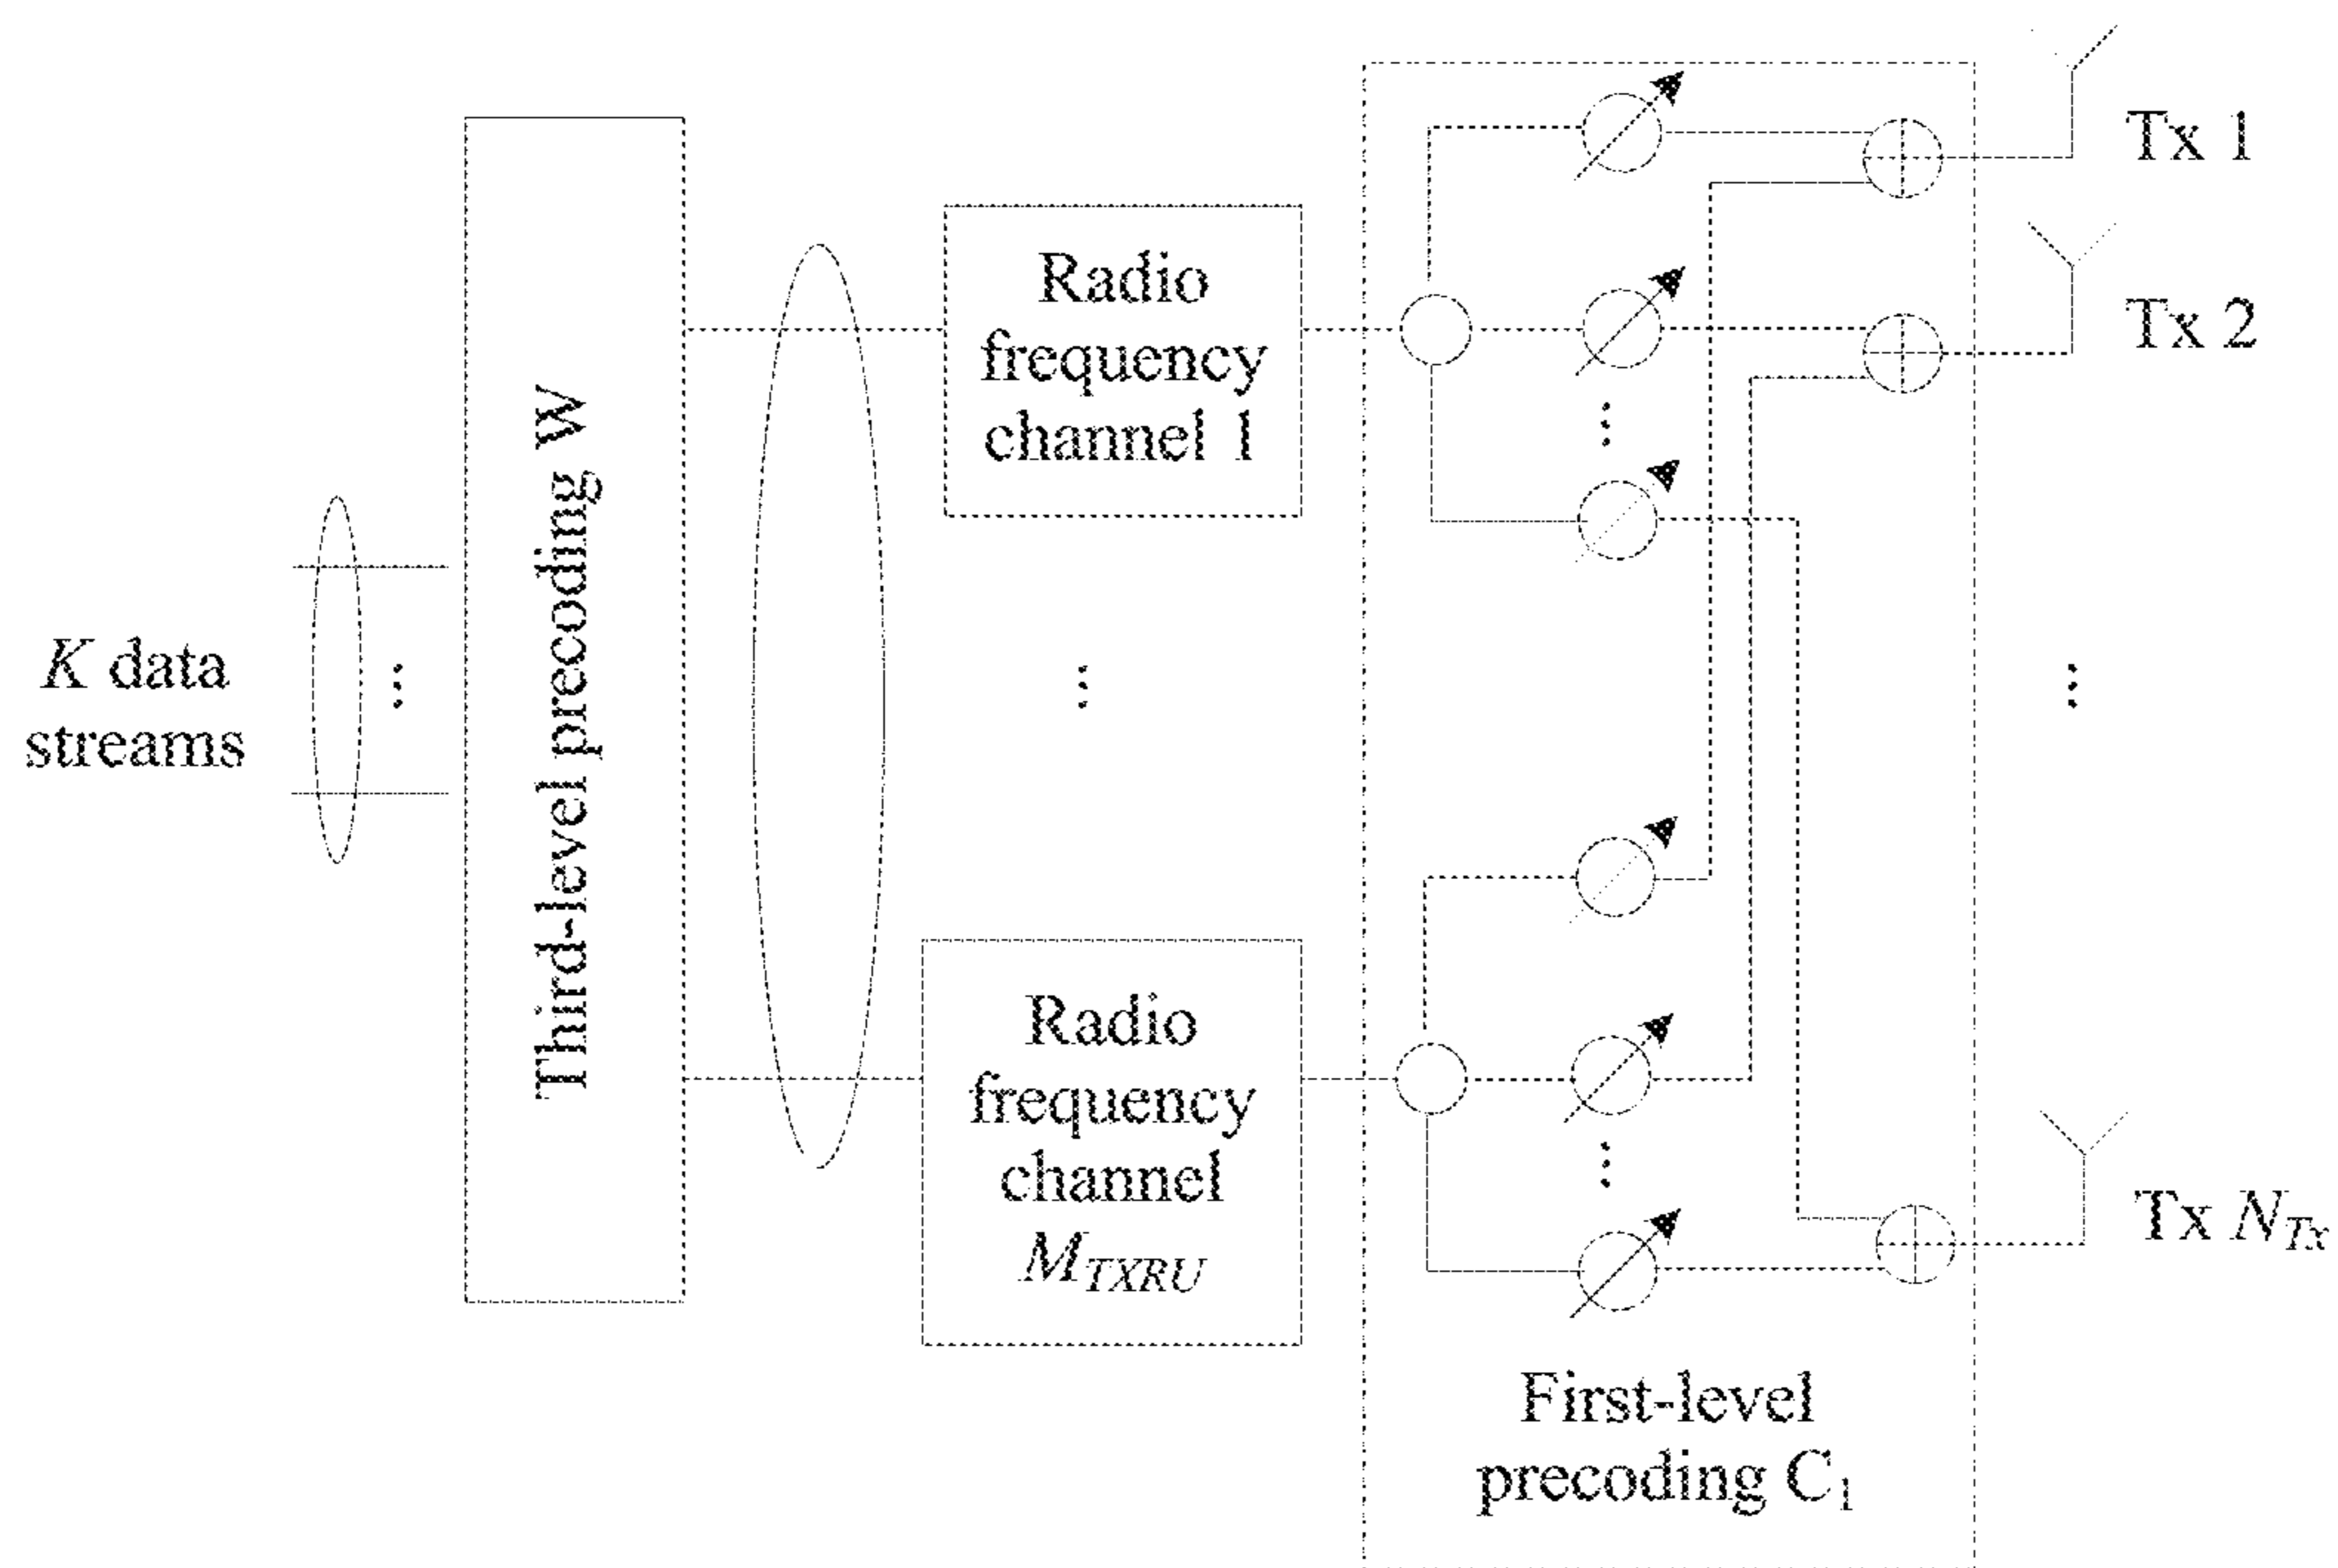 K data
streams
Third-level precoding W
Radio
frequency
channel 1
Radio
frequency
channel
M_TXRU
First-level
precoding C₁
Tx 1
Tx 2
Tx N_Tx